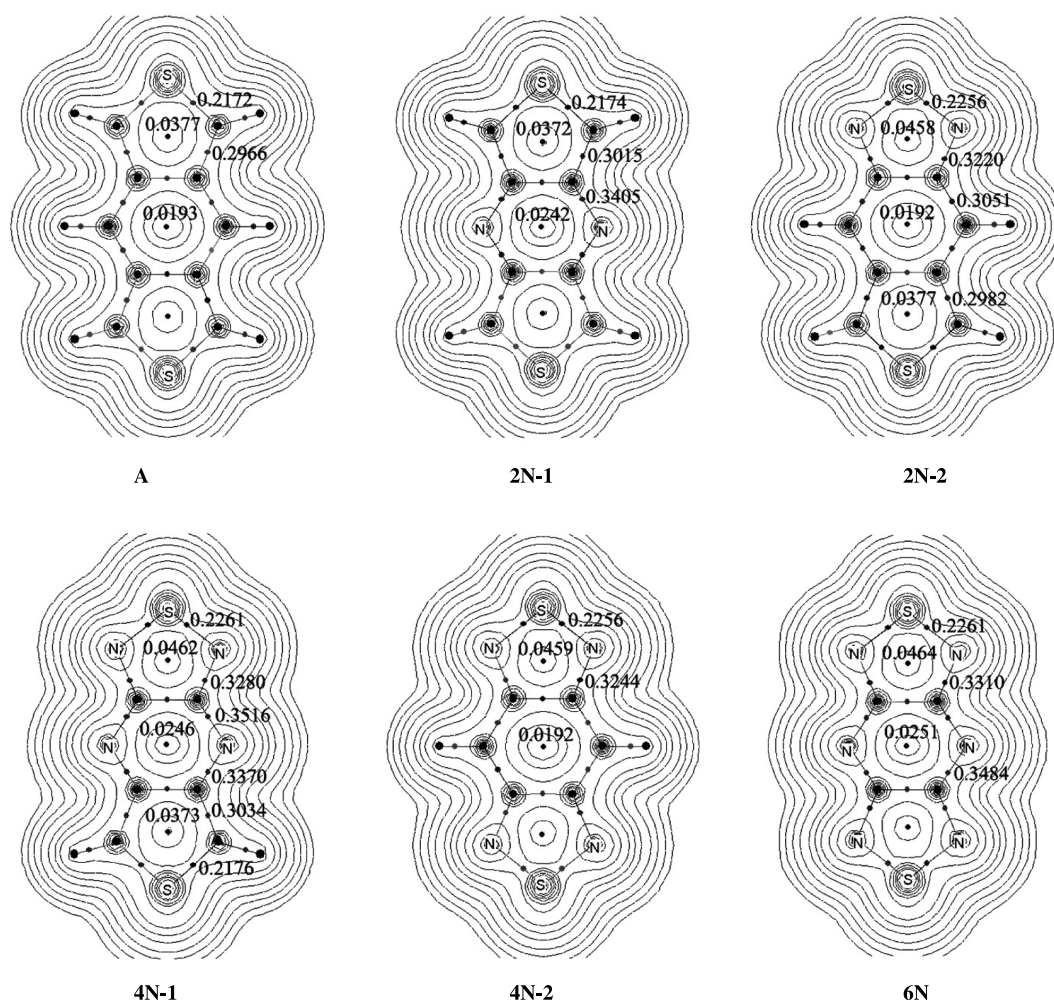 S
0.2172
0.0377
0.2966
0.0193
S
A
S
0.2174
0.0372
0.3015
0.3405
0.0242
N N
S
2N-1
S
0.2256
N 0.0458 N
0.3220
0.3051
0.0192
0.0377 0.2982
S
2N-2
S
0.2261
N 0.0462 N
0.3280
0.3516
0.0246
N N
0.3370
0.0373 0.3034
0.2176
S
4N-1
S
0.2256
N 0.0459 N
0.3244
0.0192
N N
S
4N-2
S
0.2261
N 0.0464 N
0.3310
0.0251
N N
0.3484
N N
S
6N